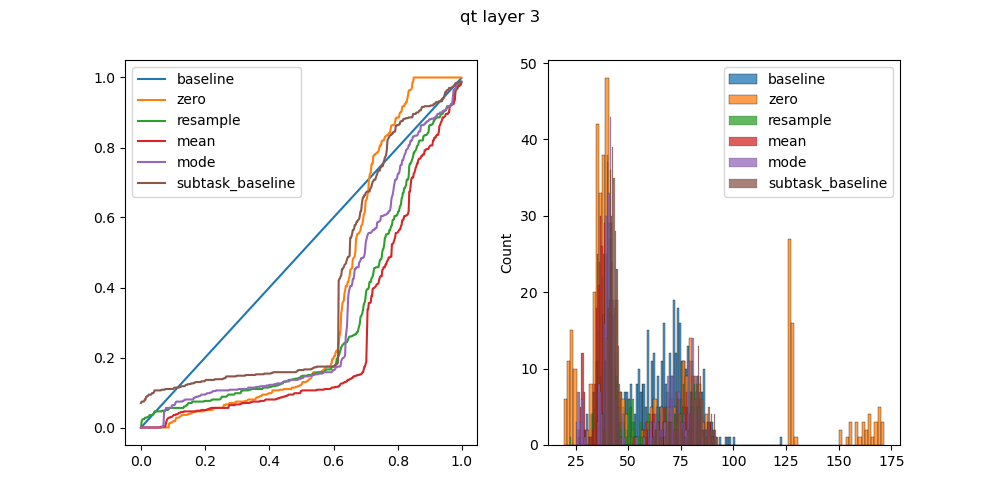 qt layer 3
1.0
0.8
0.6
0.4
0.2
0.0
0.0 0.2 0.4 0.6 0.8 1.0
baseline
zero
resample
mean
mode
subtask_baseline
Count
50
40
30
20
10
0
25 50 75 100 125 150 175
baseline
zero
resample
mean
mode
subtask_baseline